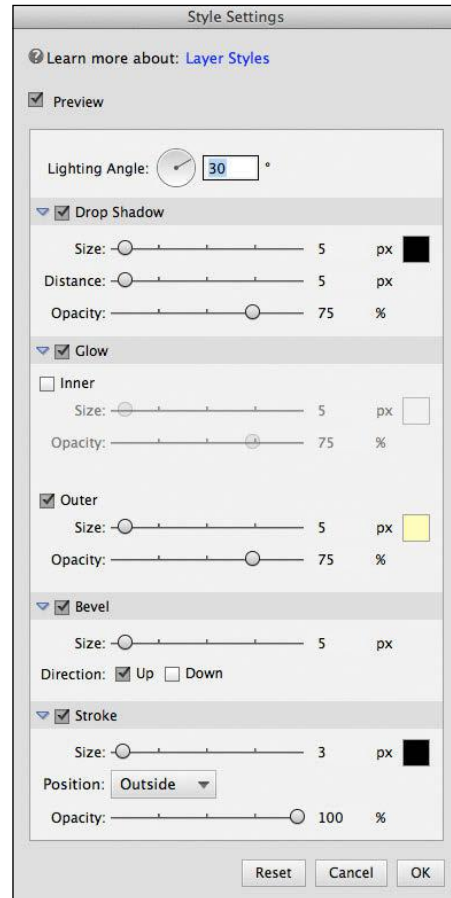 Style Settings
Learn more about: Layer Styles
Preview
Lighting Angle: 30 °
Drop Shadow
Size: 5 px
Distance: 5 px
Opacity: 75 %
Glow
Inner
Size: 5 px
Opacity: 75 %
Outer
Size: 5 px
Opacity: 75 %
Bevel
Size: 5 px
Direction: Up Down
Stroke
Size: 3 px
Position: Outside
Opacity: 100 %
Reset Cancel OK